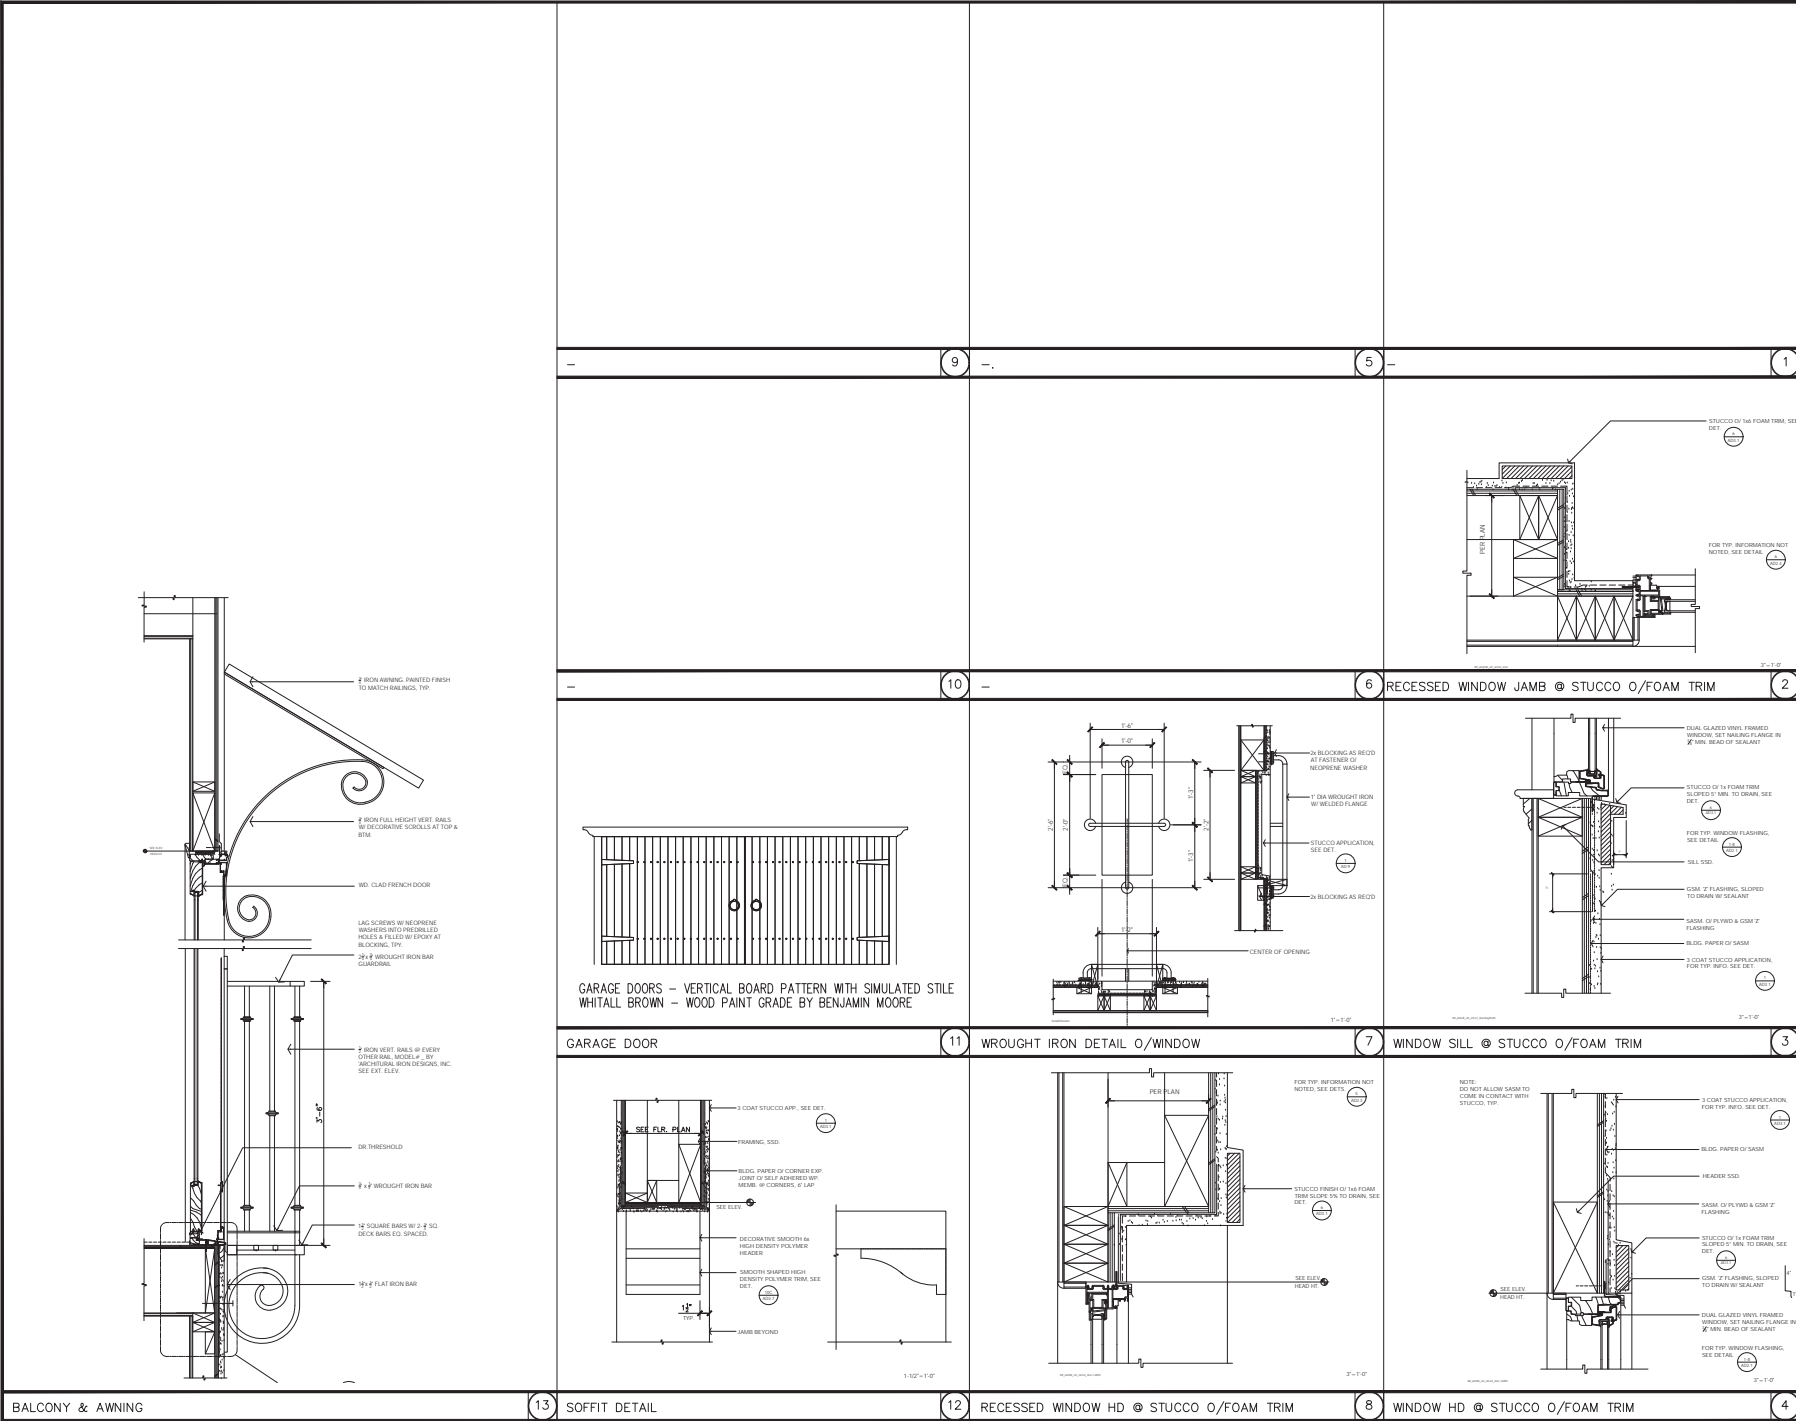 IRON AWNING. PAINTED FINISH
TO MATCH RAILINGS, TYP.
IRON FULL HEIGHT VERT. RAILS
W/ DECORATIVE SCROLLS AT TOP &
BTM.
WD. CLAD FRENCH DOOR
LAG SCREWS W/ NEOPRENE
WASHERS INTO PREDRILLED
HOLES & FILLED W/ EPOXY AT
BLOCKING, TPY.
WROUGHT IRON BAR
GUARDRAIL
IRON VERT. RAILS @ EVERY
OTHER RAIL, MODEL# _ BY
ARCHITURAL IRON DESIGNS, INC.
SEE EXT. ELEV.
3'-6"
DR.THRESHOLD
WROUGHT IRON BAR
SQUARE BARS W/ SQ.
DECK BARS EQ. SPACED.
FLAT IRON BAR
BALCONY & AWNING
13
–
9
–.
5
–
1
–
10
–
6
STUCCO O/ 1x6 FOAM TRIM, SEE
DET.
PER PLAN
FOR TYP. INFORMATION NOT
NOTED, SEE DETAIL
3"=1'-0"
RECESSED WINDOW JAMB @ STUCCO O/FOAM TRIM
2
GARAGE DOORS – VERTICAL BOARD PATTERN WITH SIMULATED STILE
WHITALL BROWN – WOOD PAINT GRADE BY BENJAMIN MOORE
GARAGE DOOR
11
1'-6"
1'-0"
EQ.
2'-6"
2'-0"
EQ.
1'-3"
1'-3"
2'-2"
1'-2"
2x BLOCKING AS REQ'D
AT FASTENER O/
NEOPRENE WASHER
1" DIA WROUGHT IRON
W/ WELDED FLANGE
STUCCO APPLICATION,
SEE DET.
2x BLOCKING AS REQ'D
CENTER OF OPENING
1"=1'-0"
WROUGHT IRON DETAIL O/WINDOW
7
DUAL GLAZED VINYL FRAMED
WINDOW, SET NAILING FLANGE IN
MIN. BEAD OF SEALANT
STUCCO O/ 1x FOAM TRIM
SLOPED 5° MIN. TO DRAIN, SEE
DET.
FOR TYP. WINDOW FLASHING,
SEE DETAIL
SILL SSD.
GSM. 'Z' FLASHING, SLOPED
TO DRAIN W/ SEALANT
SASM. O/ PLYWD & GSM 'Z'
FLASHING
BLDG. PAPER O/ SASM
3 COAT STUCCO APPLICATION,
FOR TYP. INFO. SEE DET.
3"=1'-0"
WINDOW SILL @ STUCCO O/FOAM TRIM
3
3 COAT STUCCO APP., SEE DET.
SEE FLR. PLAN
FRAMING, SSD.
BLDG. PAPER O/ CORNER EXP.
JOINT O/ SELF ADHERED WP.
MEMB. @ CORNERS, 6' LAP
SEE ELEV.
DECORATIVE SMOOTH 6x
HIGH DENSITY POLYMER
HEADER
SMOOTH SHAPED HIGH
DENSITY POLYMER TRIM, SEE
DET.
TYP.
JAMB BEYOND
1-1/2"=1'-0"
SOFFIT DETAIL
12
PER PLAN
FOR TYP. INFORMATION NOT
NOTED, SEE DETS.
STUCCO FINISH O/ 1x6 FOAM
TRIM SLOPE 5% TO DRAIN, SEE
DET.
SEE ELEV.
HEAD HT.
3"=1'-0"
RECESSED WINDOW HD @ STUCCO O/FOAM TRIM
8
NOTE:
DO NOT ALLOW SASM TO
COME IN CONTACT WITH
STUCCO, TYP.
3 COAT STUCCO APPLICATION,
FOR TYP. INFO. SEE DET.
BLDG. PAPER O/ SASM
HEADER SSD.
SASM. O/ PLYWD & GSM 'Z'
FLASHING
STUCCO O/ 1x FOAM TRIM
SLOPED 5° MIN. TO DRAIN, SEE
DET.
GSM. 'Z' FLASHING, SLOPED
TO DRAIN W/ SEALANT
SEE ELEV.
HEAD HT.
DUAL GLAZED VINYL FRAMED
WINDOW, SET NAILING FLANGE IN
MIN. BEAD OF SEALANT
FOR TYP. WINDOW FLASHING,
SEE DETAIL
3"=1'-0"
WINDOW HD @ STUCCO O/FOAM TRIM
4